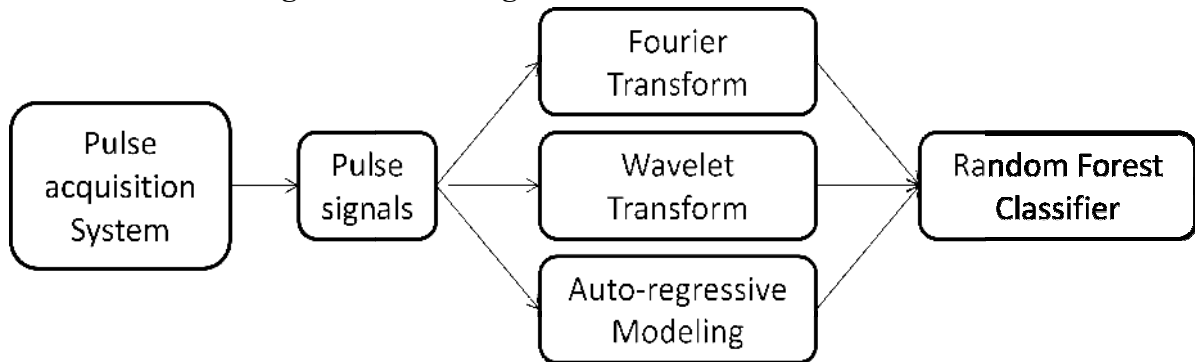 Pulse
acquisition
System
Pulse
signals
Fourier
Transform
Wavelet
Transform
Auto-regressive
Modeling
Random Forest
Classifier